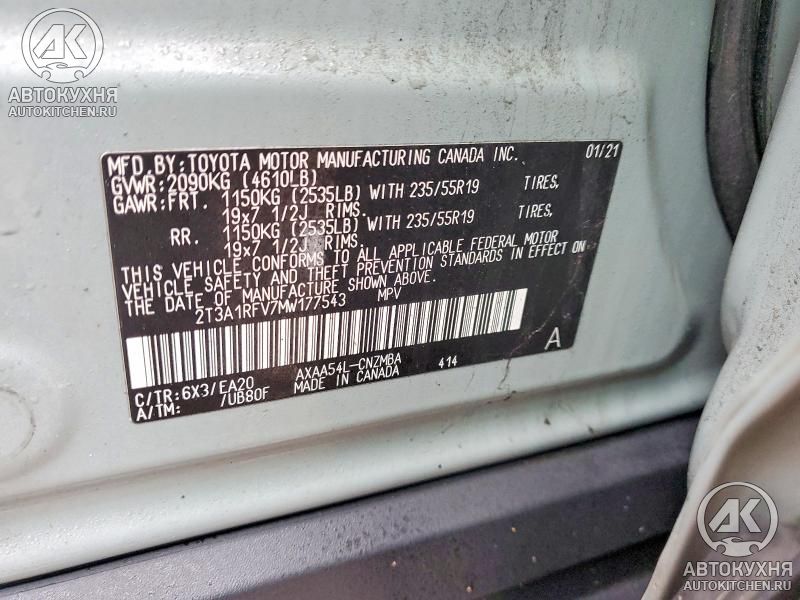 AK
АВТОКУХНЯ
AUTOKITCHEN.RU
MFD. BY: TOYOTA MOTOR MANUFACTURING CANADA INC. 01/21
GVWR: 2090KG (4610LB)
GAWR: FRT. 1150KG (2535LB) WITH 235/55R19 TIRES,
19x7 1/2J RIMS.
RR. 1150KG (2535LB) WITH 235/55R19 TIRES,
19x7 1/2J RIMS.
THIS VEHICLE CONFORMS TO ALL APPLICABLE FEDERAL MOTOR
VEHICLE SAFETY AND THEFT PREVENTION STANDARDS IN EFFECT ON
THE DATE OF MANUFACTURE SHOWN ABOVE.
2T3A1RFV7MW177543 MPV
A
C/TR: 6X3/EA20 AXAA54L-CNZMBA 414
A/TM: /UB80F MADE IN CANADA
AK
АВТОКУХНЯ
AUTOKITCHEN.RU